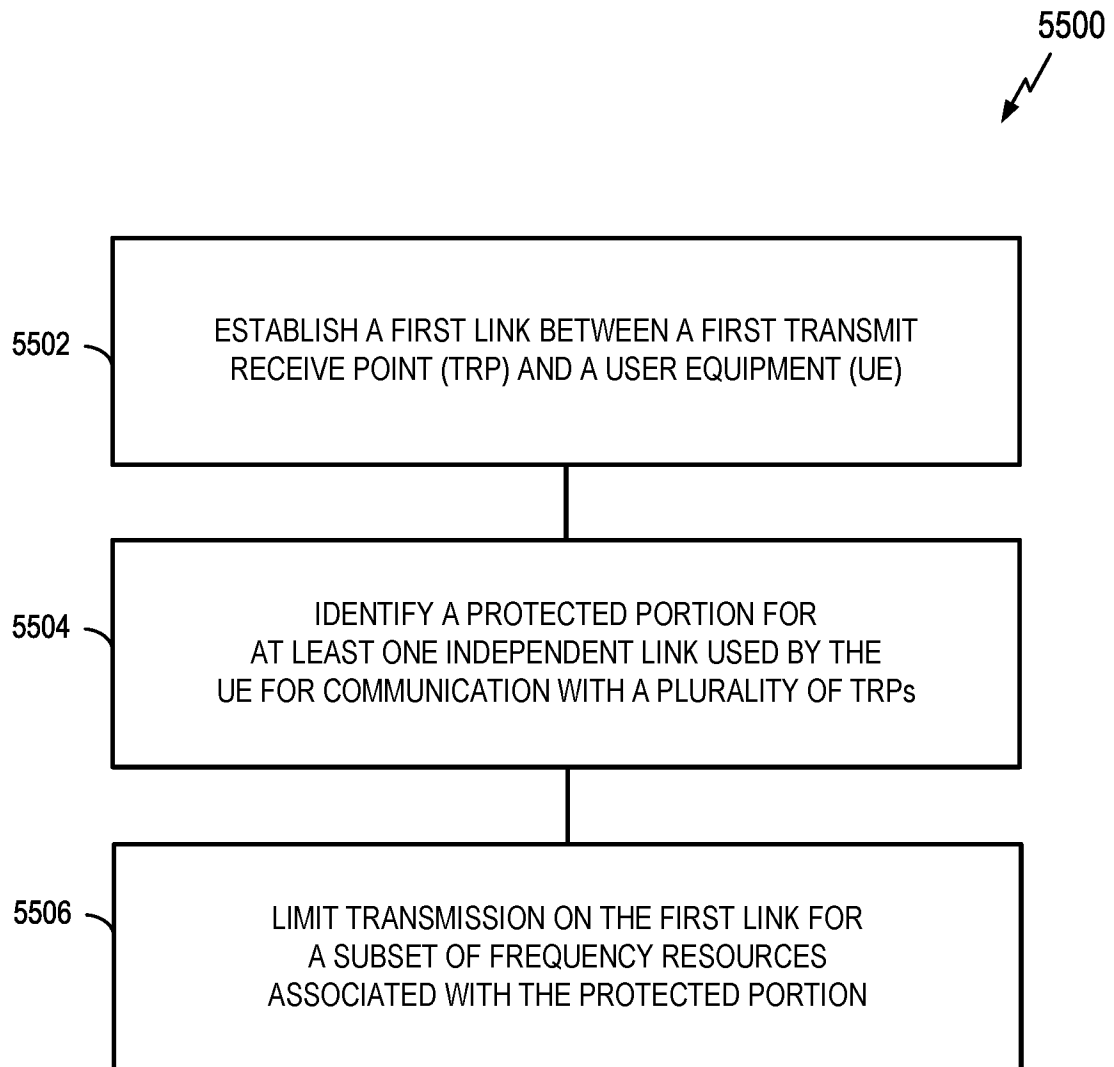 5500
5502
ESTABLISH A FIRST LINK BETWEEN A FIRST TRANSMIT
RECEIVE POINT (TRP) AND A USER EQUIPMENT (UE)
5504
IDENTIFY A PROTECTED PORTION FOR
AT LEAST ONE INDEPENDENT LINK USED BY THE
UE FOR COMMUNICATION WITH A PLURALITY OF TRPs
5506
LIMIT TRANSMISSION ON THE FIRST LINK FOR
A SUBSET OF FREQUENCY RESOURCES
ASSOCIATED WITH THE PROTECTED PORTION